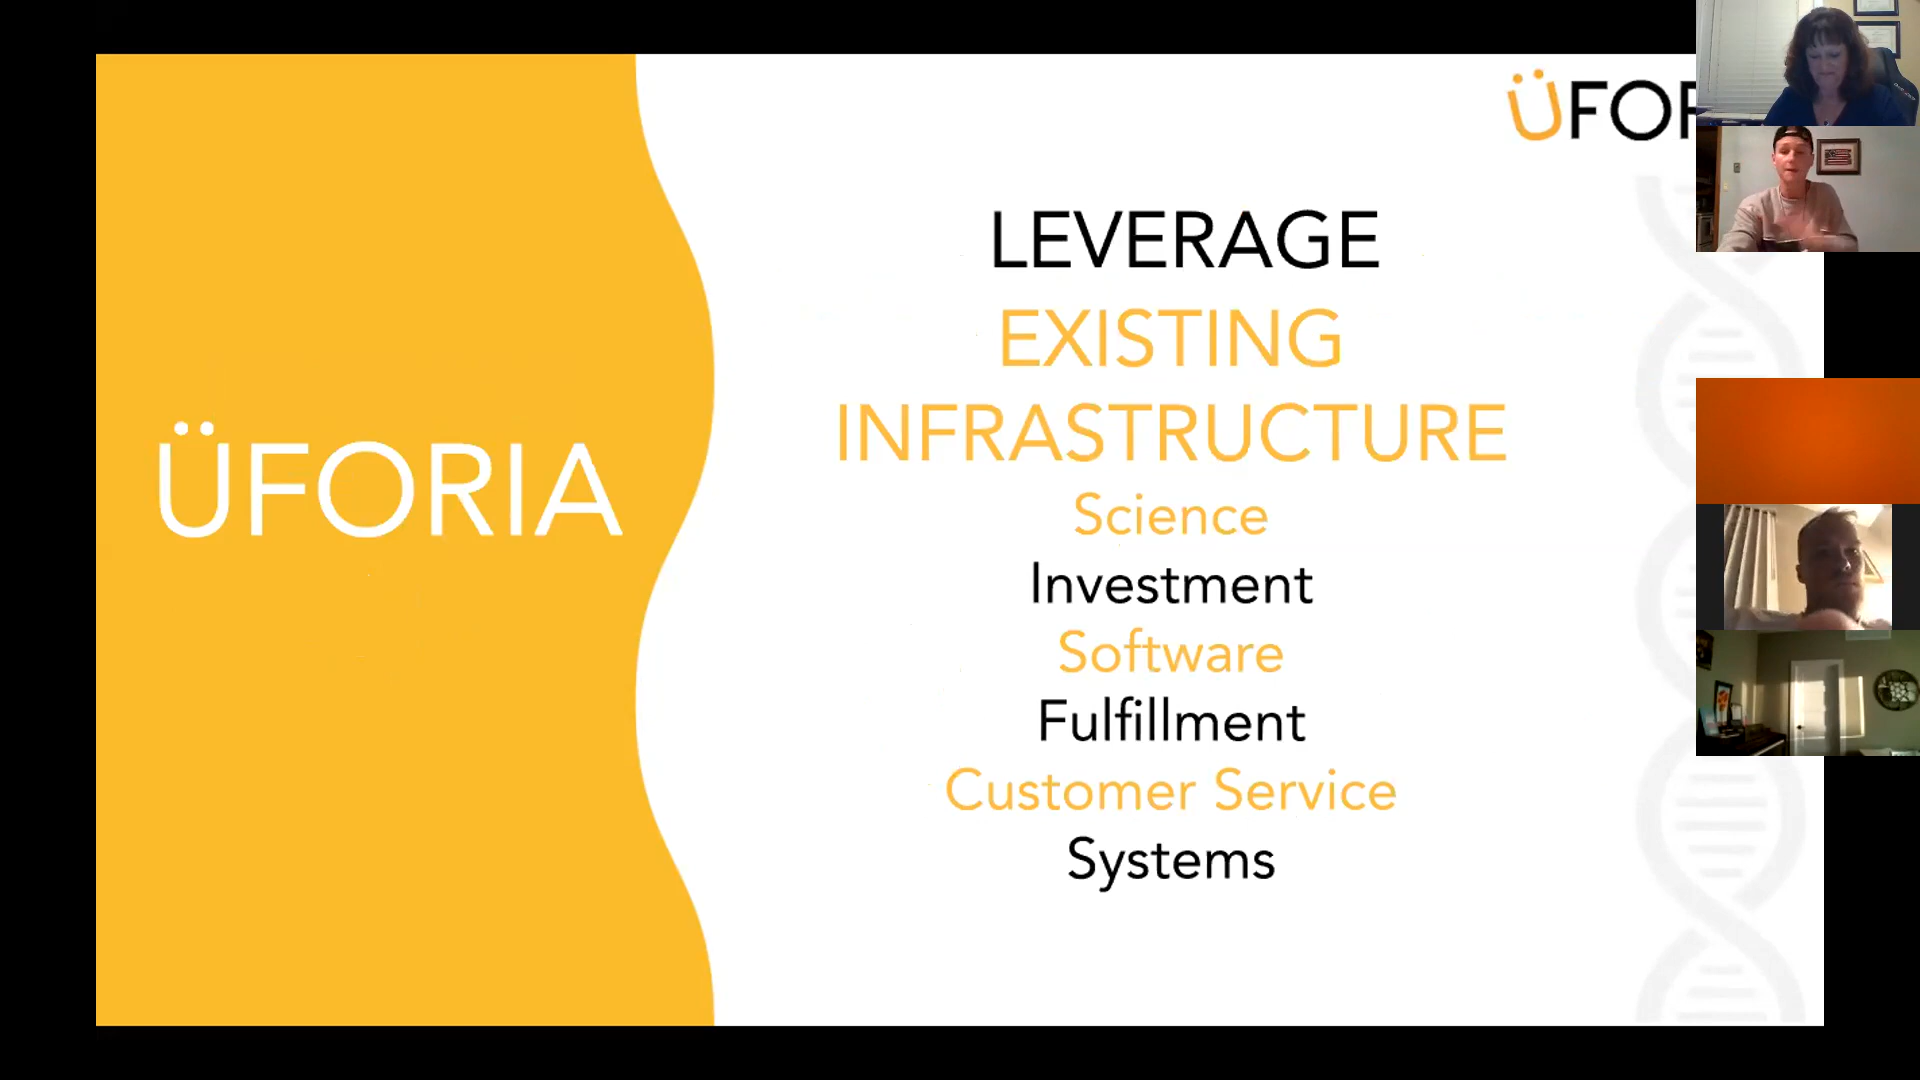 ÜFORIA
ÜFOR
LEVERAGE
EXISTING
INFRASTRUCTURE
Science
Investment
Software
Fulfillment
Customer Service
Systems